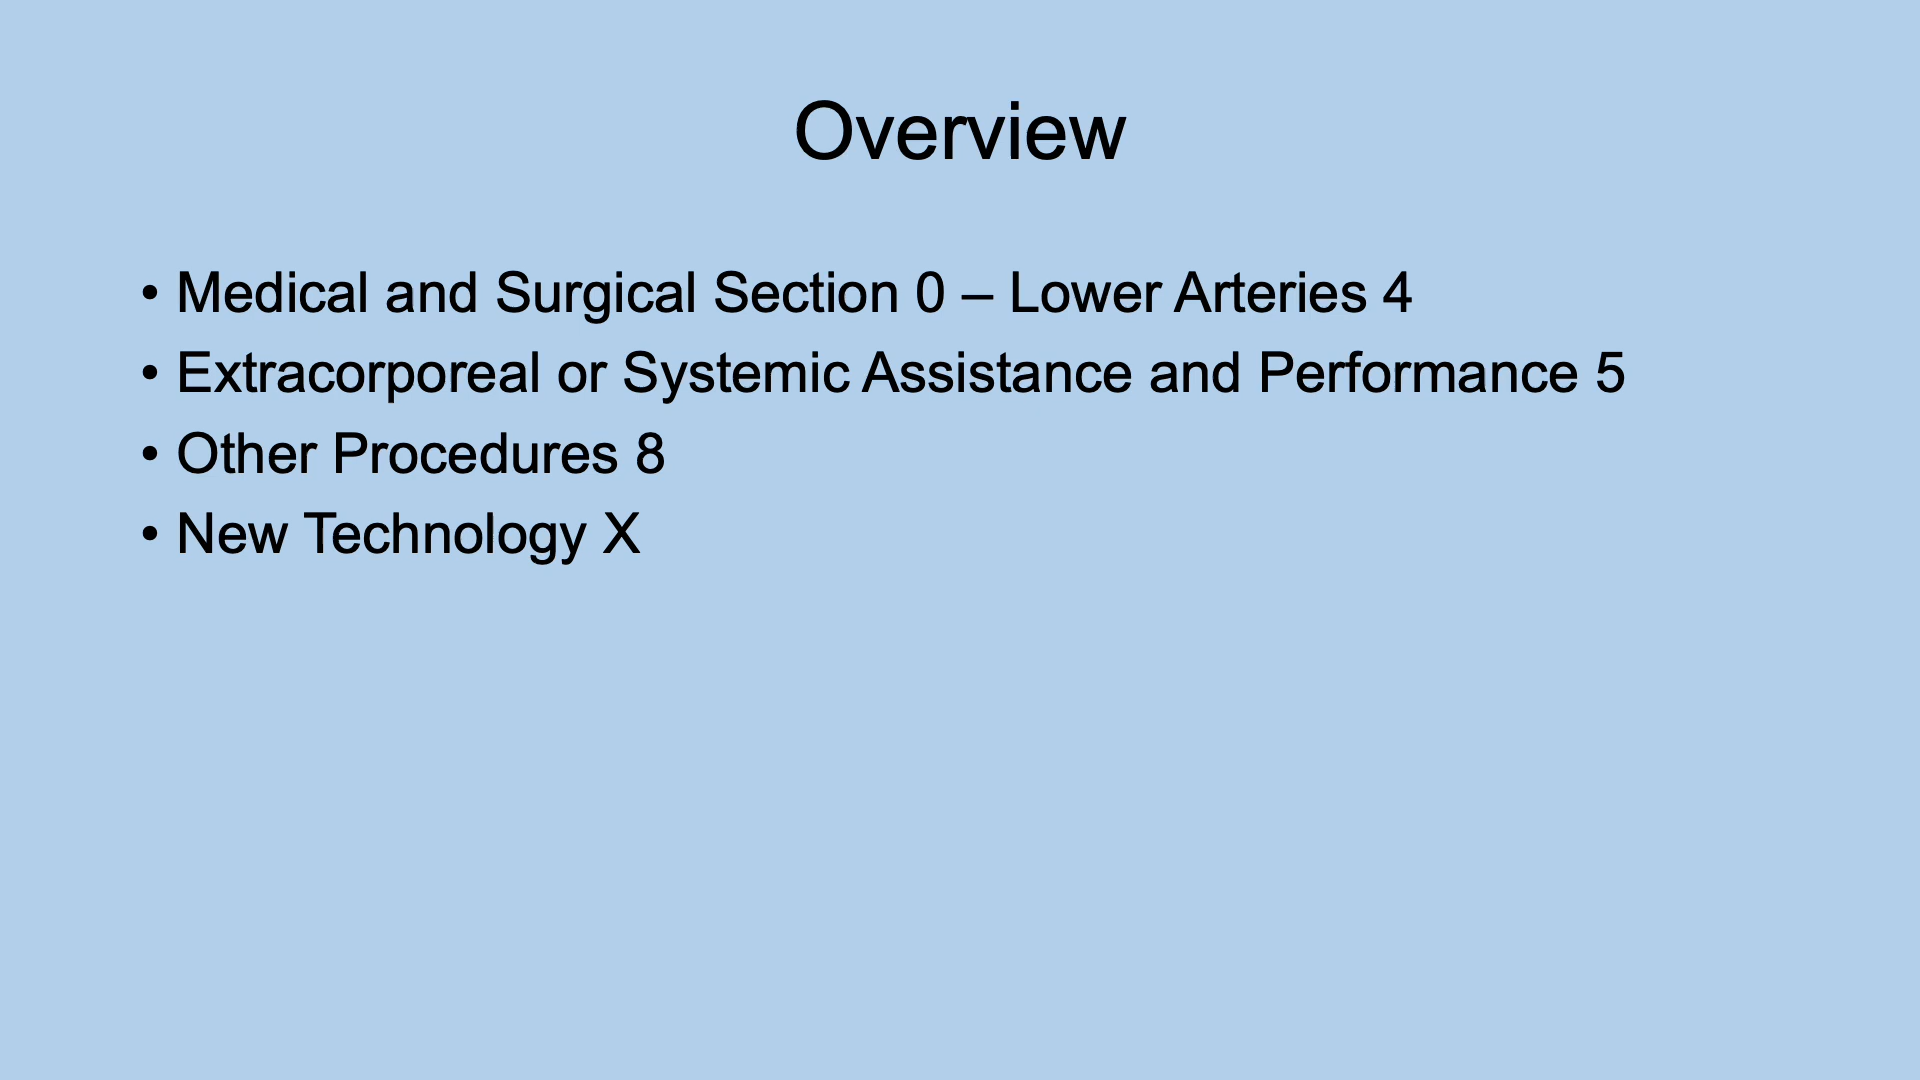 Overview
• Medical and Surgical Section 0 – Lower Arteries 4
• Extracorporeal or Systemic Assistance and Performance 5
• Other Procedures 8
• New Technology X